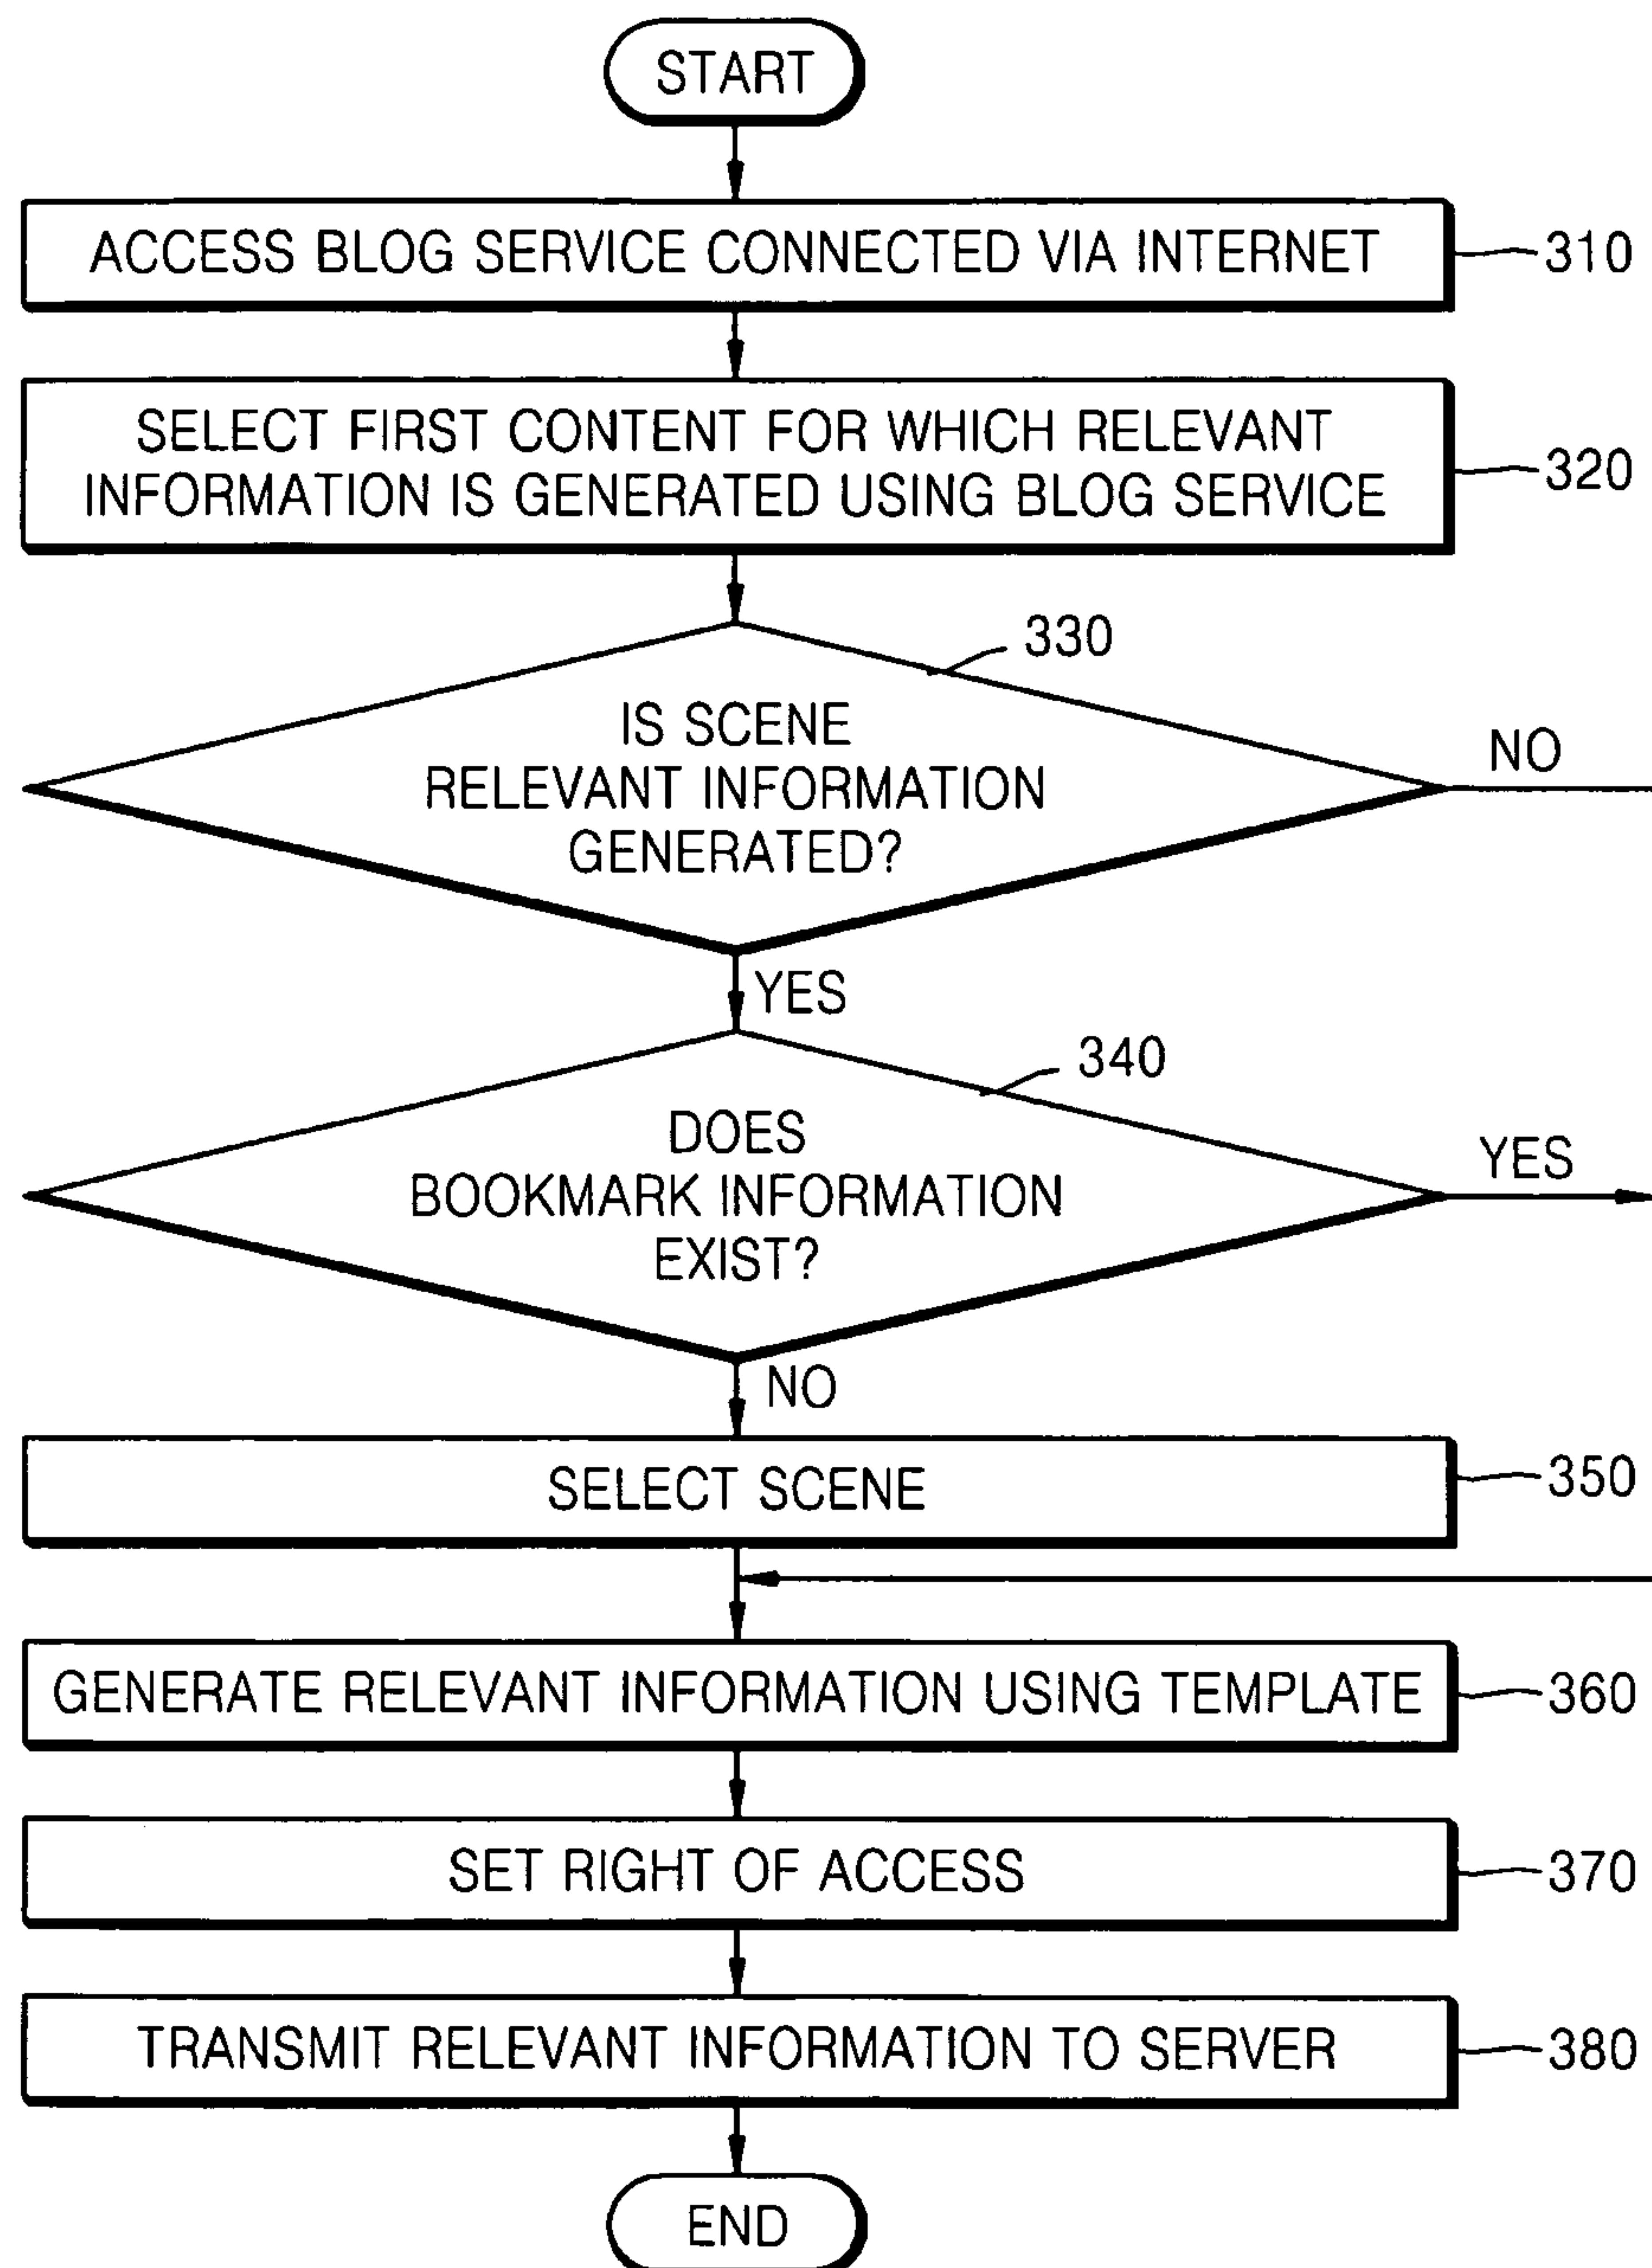 START
ACCESS BLOG SERVICE CONNECTED VIA INTERNET
310
SELECT FIRST CONTENT FOR WHICH RELEVANT
INFORMATION IS GENERATED USING BLOG SERVICE
320
330
IS SCENE
RELEVANT INFORMATION
GENERATED?
NO
YES
340
DOES
BOOKMARK INFORMATION
EXIST?
YES
NO
SELECT SCENE
350
GENERATE RELEVANT INFORMATION USING TEMPLATE
360
SET RIGHT OF ACCESS
370
TRANSMIT RELEVANT INFORMATION TO SERVER
380
END